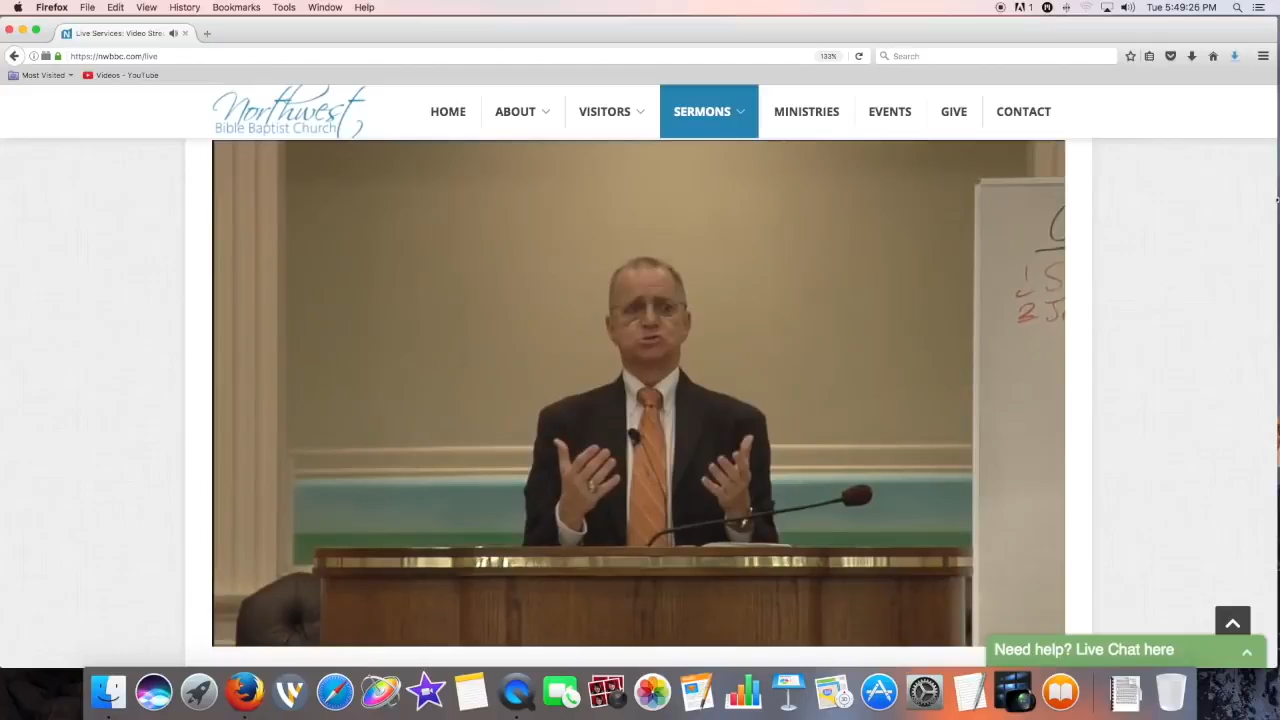 Firefox File Edit View History Bookmarks Tools Window Help 1 Tue 5:49:26 PM
Live Services: Video Stre
https://nwbbc.com/live 133% Search
Most Visited Videos - YouTube
Northwest
Bible Baptist Church
HOME ABOUT VISITORS SERMONS MINISTRIES EVENTS GIVE CONTACT
1 S
Need help? Live Chat here